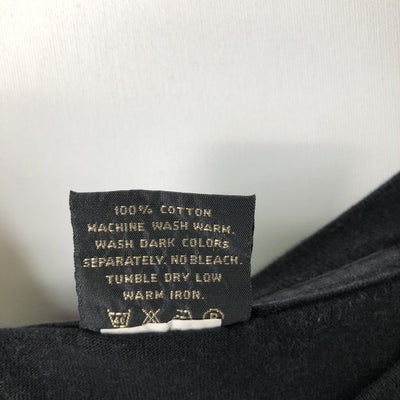 100% COTTON
MACHINE WASH WARM.
WASH DARK COLORS
SEPARATELY. NO BLEACH.
TUMBLE DRY LOW
WARM IRON.